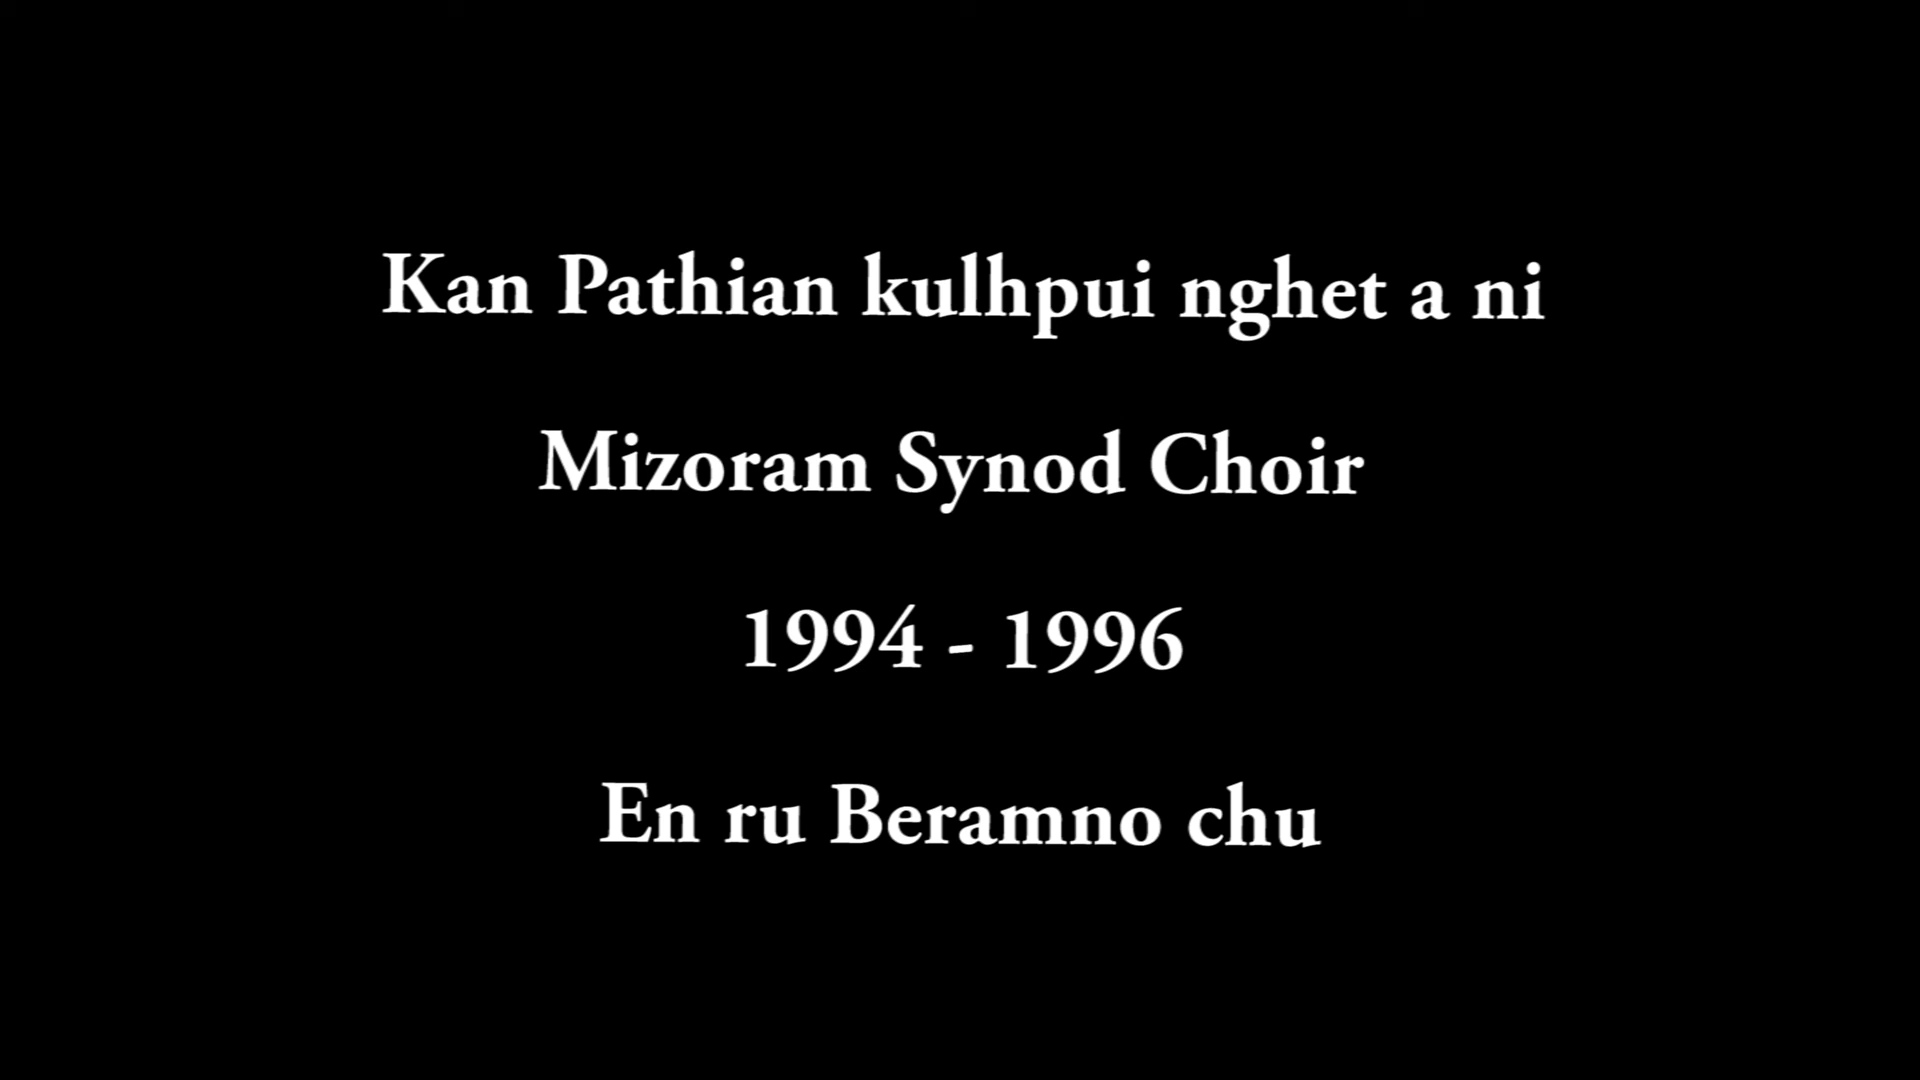 Kan Pathian kulhpui nghet a ni
Mizoram Synod Choir
1994 - 1996
En ru Beramno chu